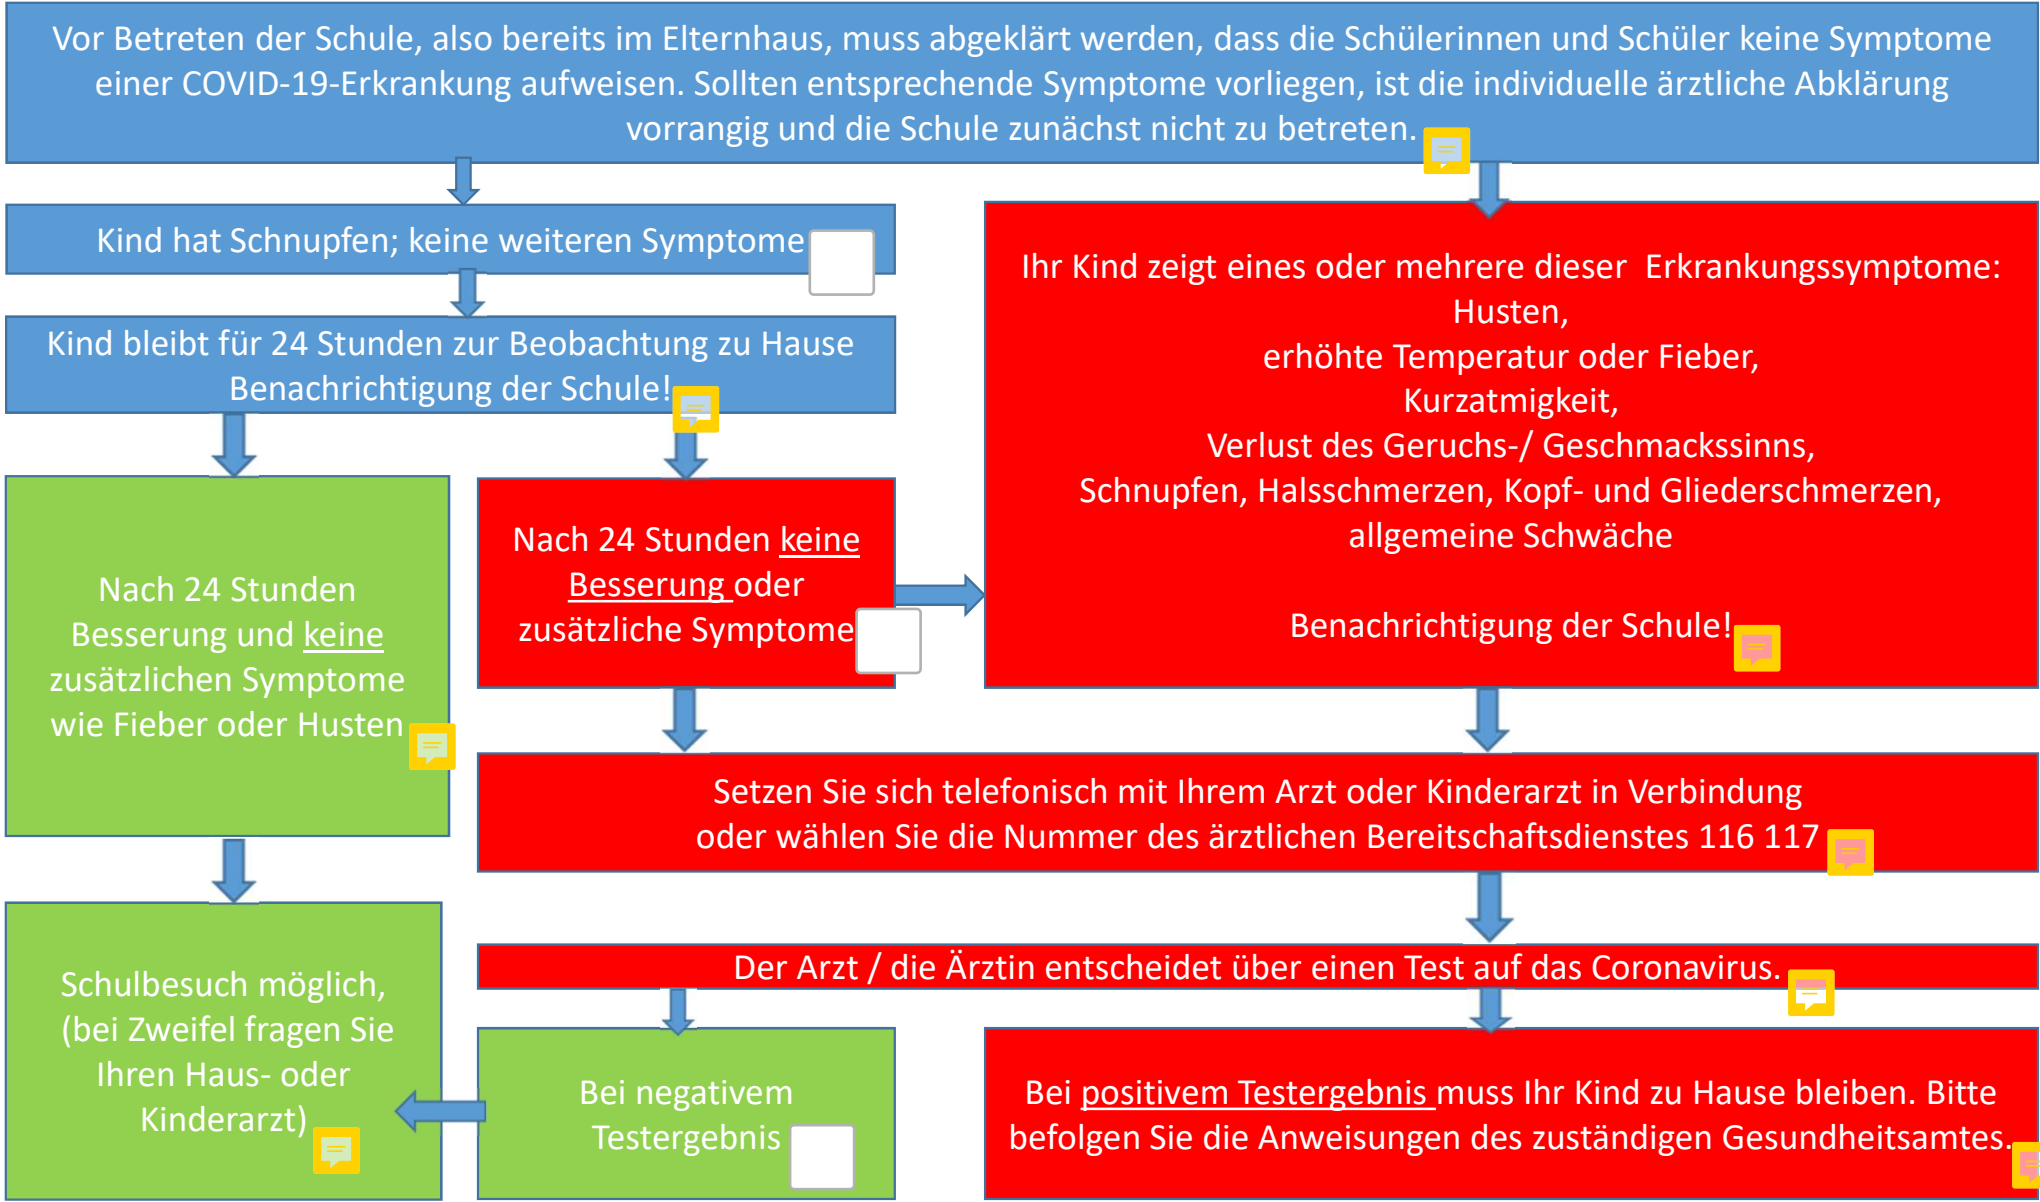 Vor Betreten der Schule, also bereits im Elternhaus, muss abgeklärt werden, dass die Schülerinnen und Schüler keine Symptome
einer COVID-19-Erkrankung aufweisen. Sollten entsprechende Symptome vorliegen, ist die individuelle ärztliche Abklärung
vorrangig und die Schule zunächst nicht zu betreten.
Kind hat Schnupfen; keine weiteren Symptome
Kind bleibt für 24 Stunden zur Beobachtung zu Hause
Benachrichtigung der Schule!
Nach 24 Stunden
Besserung und keine
zusätzlichen Symptome
wie Fieber oder Husten
Nach 24 Stunden keine
Besserung oder
zusätzliche Symptome
Ihr Kind zeigt eines oder mehrere dieser Erkrankungssymptome:
Husten,
erhöhte Temperatur oder Fieber,
Kurzatmigkeit,
Verlust des Geruchs-/ Geschmackssinns,
Schnupfen, Halsschmerzen, Kopf- und Gliederschmerzen,
allgemeine Schwäche
Benachrichtigung der Schule!
Setzen Sie sich telefonisch mit Ihrem Arzt oder Kinderarzt in Verbindung
oder wählen Sie die Nummer des ärztlichen Bereitschaftsdienstes 116 117
Der Arzt / die Ärztin entscheidet über einen Test auf das Coronavirus.
Schulbesuch möglich,
(bei Zweifel fragen Sie
Ihren Haus- oder
Kinderarzt)
Bei negativem
Testergebnis
Bei positivem Testergebnis muss Ihr Kind zu Hause bleiben. Bitte
befolgen Sie die Anweisungen des zuständigen Gesundheitsamtes.